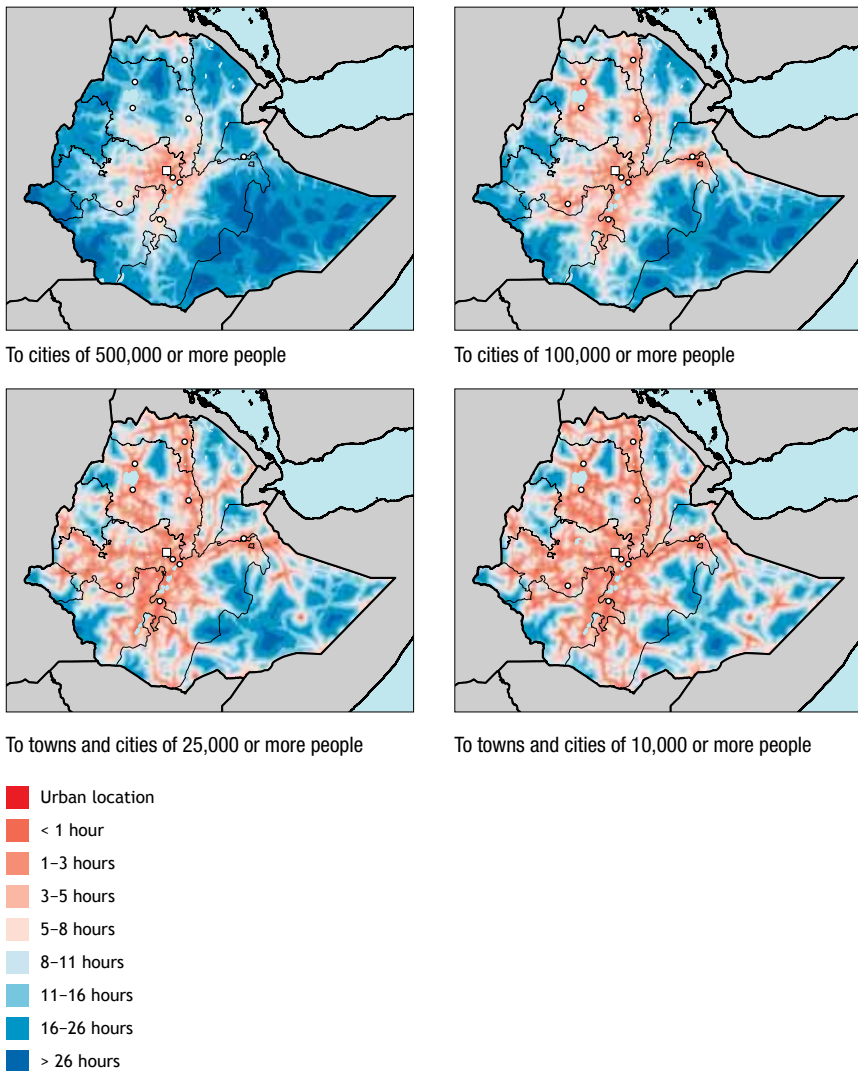 To cities of 500,000 or more people
To cities of 100,000 or more people
To towns and cities of 25,000 or more people
To towns and cities of 10,000 or more people
Urban location
< 1 hour
1–3 hours
3–5 hours
5–8 hours
8–11 hours
11–16 hours
16–26 hours
> 26 hours